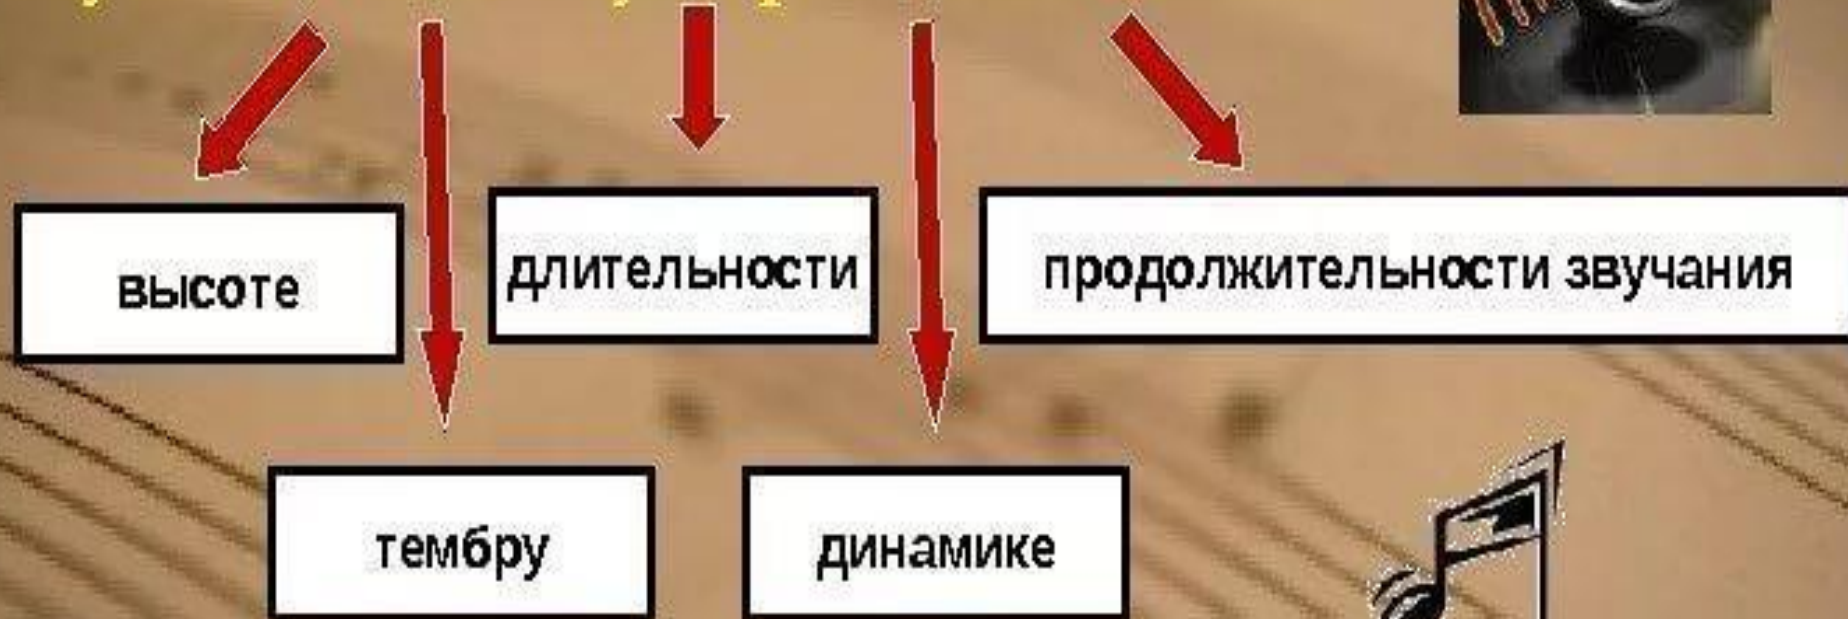 высоте
длительности
продолжительности звучания
тембру
динамике